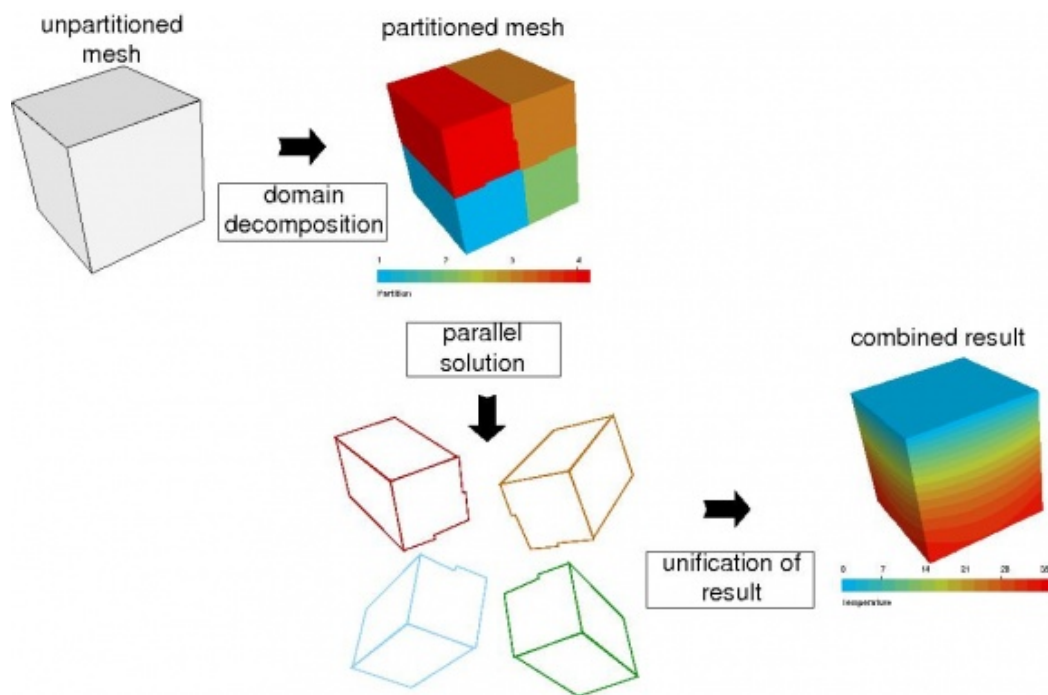 unpartitioned
mesh
partitioned mesh
domain
decomposition
1 2 3 4
Partition
parallel
solution
combined result
unification of
result
0 7 14 21 28 35
Temperature